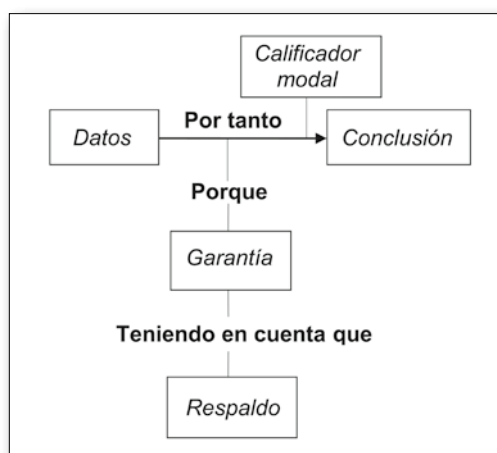 Calificador
modal
Por tanto
Datos
Conclusión
Porque
Garantía
Teniendo en cuenta que
Respaldo